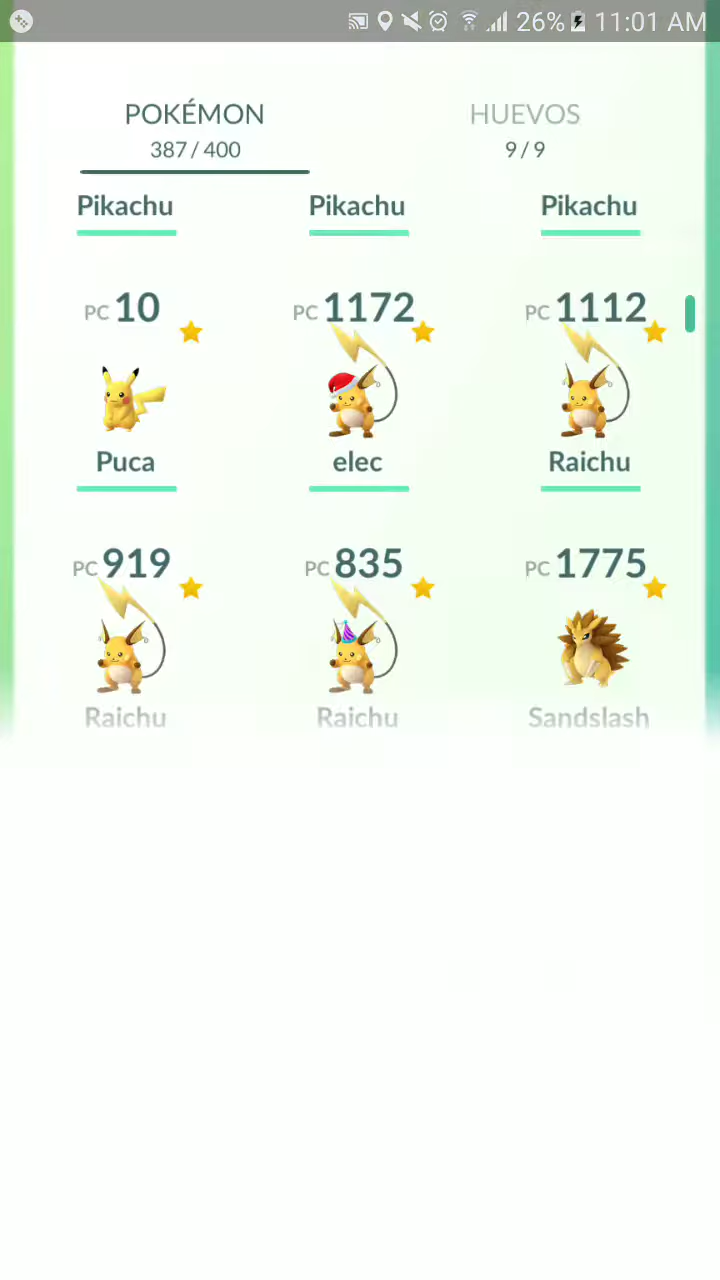 26% 11:01 AM
POKÉMON HUEVOS
387/400 9/9
Pikachu Pikachu Pikachu
PC 10 PC 1172 PC 1112
Puca elec Raichu
PC 919 PC 835 PC 1775
Raichu Raichu Sandslash